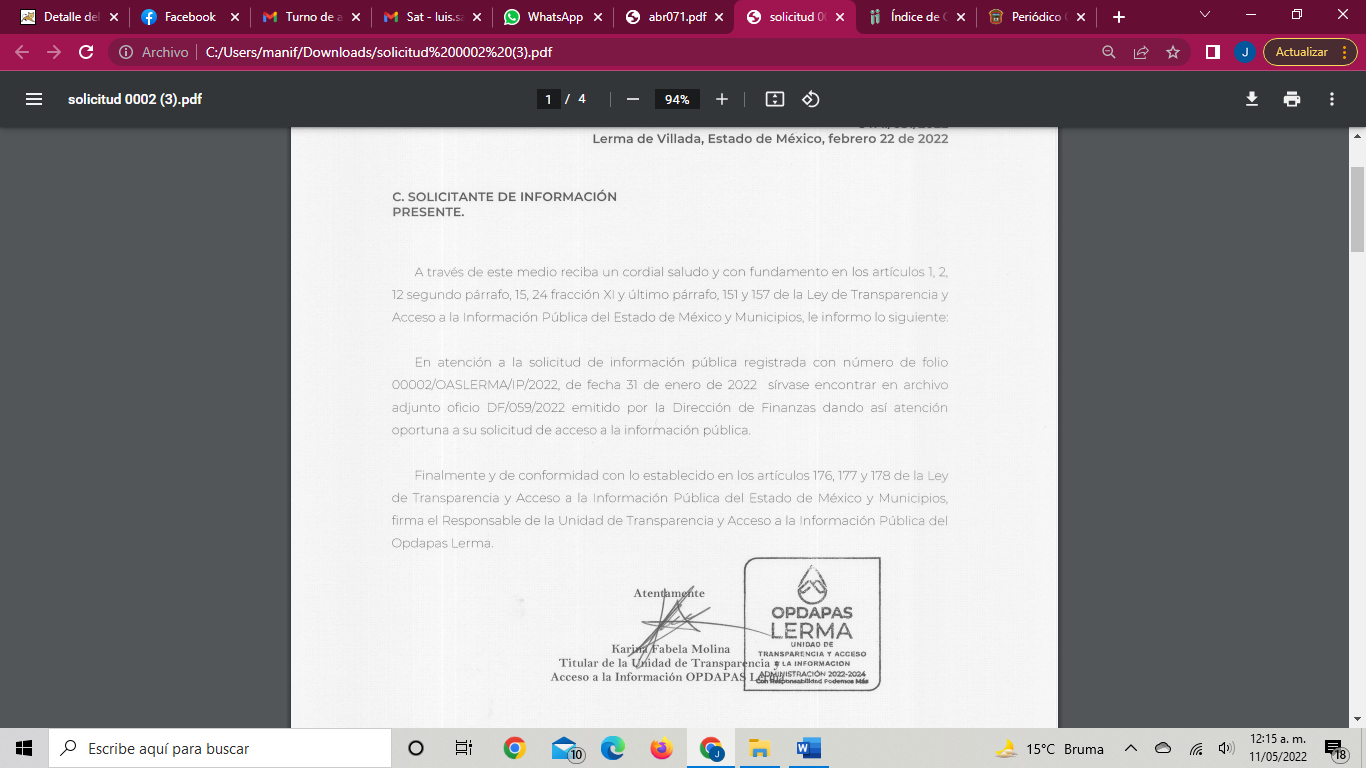 Detalle del
Facebook
Turno de a
Sat - luis.sa
WhatsApp
abr071.pdf
solicitud 00
Índice de C
Periódico O
Archivo
C:/Users/manif/Downloads/solicitud%200002%20(3).pdf
J
Actualizar
solicitud 0002 (3).pdf
1 / 4
94%
Lerma de Villada, Estado de México, febrero 22 de 2022
C. SOLICITANTE DE INFORMACIÓN
PRESENTE.
A través de este medio reciba un cordial saludo y con fundamento en los artículos 1, 2,
12 segundo párrafo, 15, 24 fracción XI y último párrafo, 151 y 157 de la Ley de Transparencia y
Acceso a la Información Pública del Estado de México y Municipios, le informo lo siguiente:
En atención a la solicitud de información pública registrada con número de folio
00002/OASLERMA/IP/2022, de fecha 31 de enero de 2022 sírvase encontrar en archivo
adjunto oficio DF/059/2022 emitido por la Dirección de Finanzas dando así atención
oportuna a su solicitud de acceso a la información pública.
Finalmente y de conformidad con lo establecido en los artículos 176, 177 y 178 de la Ley
de Transparencia y Acceso a la Información Pública del Estado de México y Municipios,
firma el Responsable de la Unidad de Transparencia y Acceso a la Información Pública del
Opdapas Lerma.
Atentamente
Karina Fabela Molina
Titular de la Unidad de Transparencia y
Acceso a la Información OPDAPAS Lerma
OPDAPAS
LERMA
UNIDAD DE
TRANSPARENCIA Y ACCESO
A LA INFORMACIÓN
ADMINISTRACIÓN 2022-2024
Con Responsabilidad Podemos Más
Escribe aquí para buscar
10
J
15°C Bruma
12:15 a. m.
11/05/2022
18